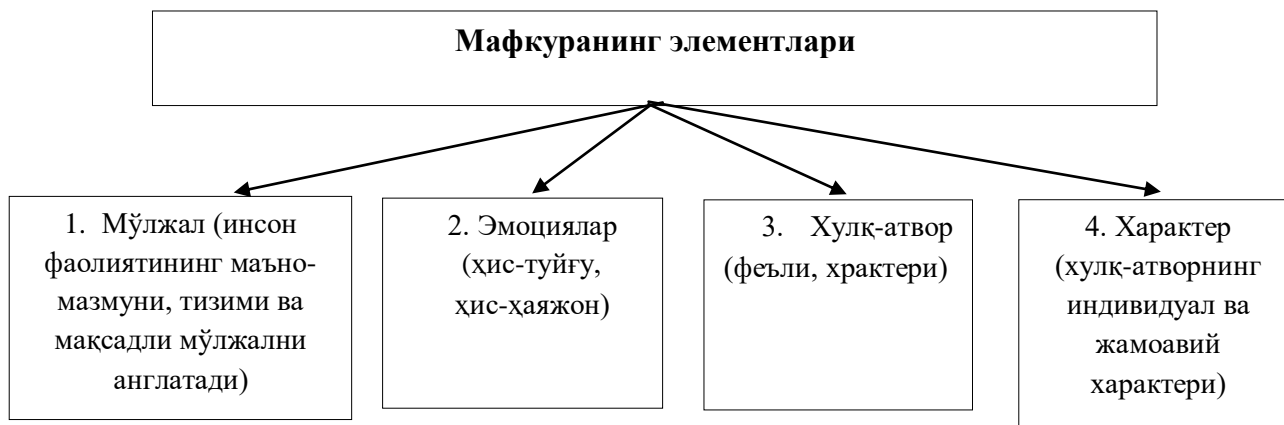 Мафкуранинг элементлари
1. Мўлжал (инсон
фаолиятининг маъно-
мазмуни, тизими ва
мақсадли мўлжални
англатади)
2. Эмоциялар
(ҳис-туйғу,
ҳис-ҳаяжон)
3. Хулқ-атвор
(феъли, храктери)
4. Характер
(хулқ-атворнинг
индивидуал ва
жамоавий
характери)